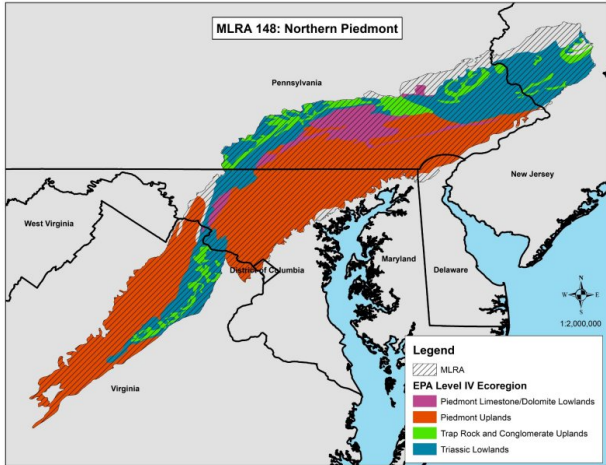 MLRA 148: Northern Piedmont
Pennsylvania
New Jersey
West Virginia
District of Columbia
Maryland
Delaware
Virginia
N
W E
S
1:2,000,000
Legend
MLRA
EPA Level IV Ecoregion
Piedmont Limestone/Dolomite Lowlands
Piedmont Uplands
Trap Rock and Conglomerate Uplands
Triassic Lowlands